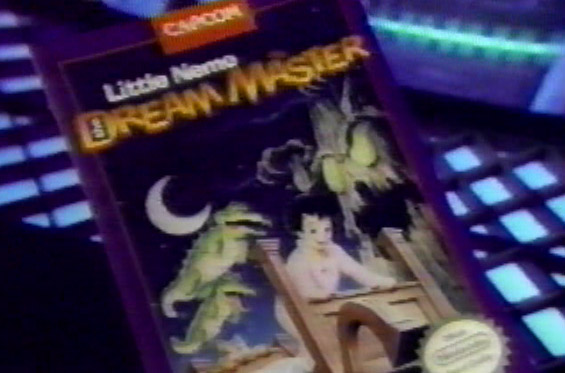 CAPCOM
Little Nemo
the DREAM MASTER